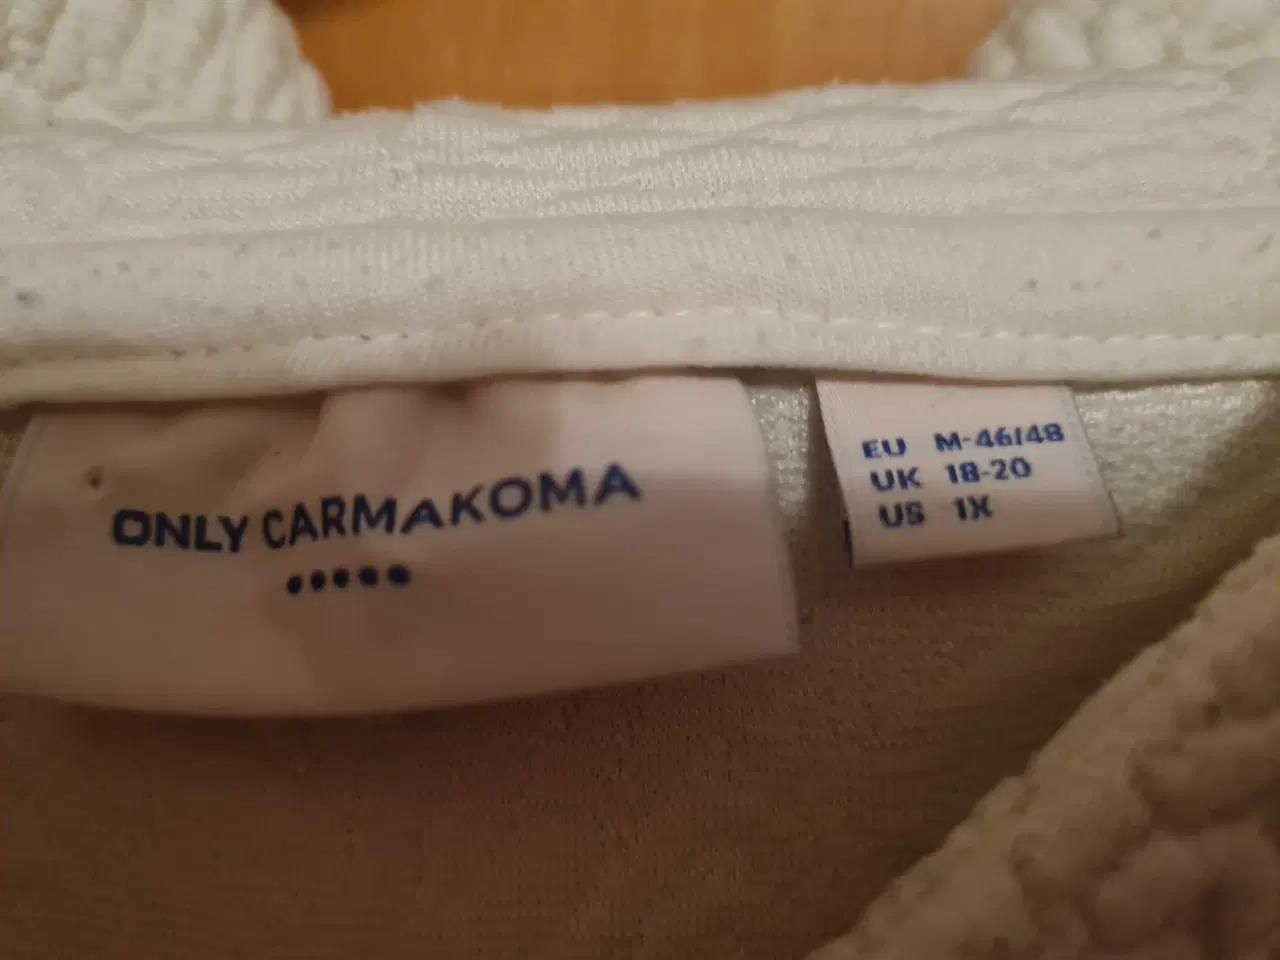 ONLY CARMAKOMA
EU M-46/48
UK 18-20
US 1X